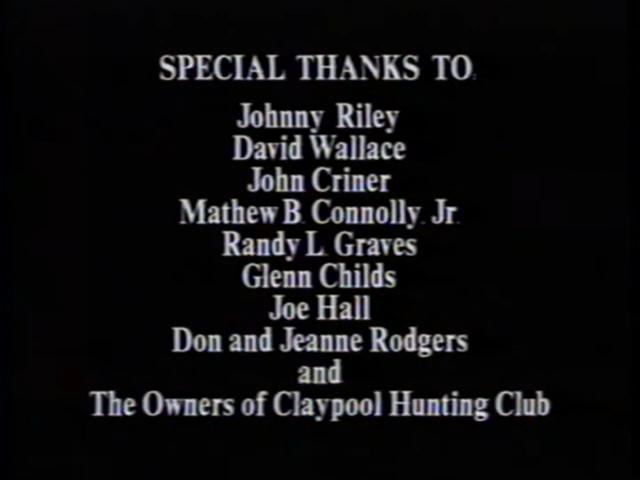 SPECIAL THANKS TO:
Johnny Riley
David Wallace
John Criner
Mathew B. Connolly, Jr.
Randy L. Graves
Glenn Childs
Joe Hall
Don and Jeanne Rodgers
and
The Owners of Claypool Hunting Club